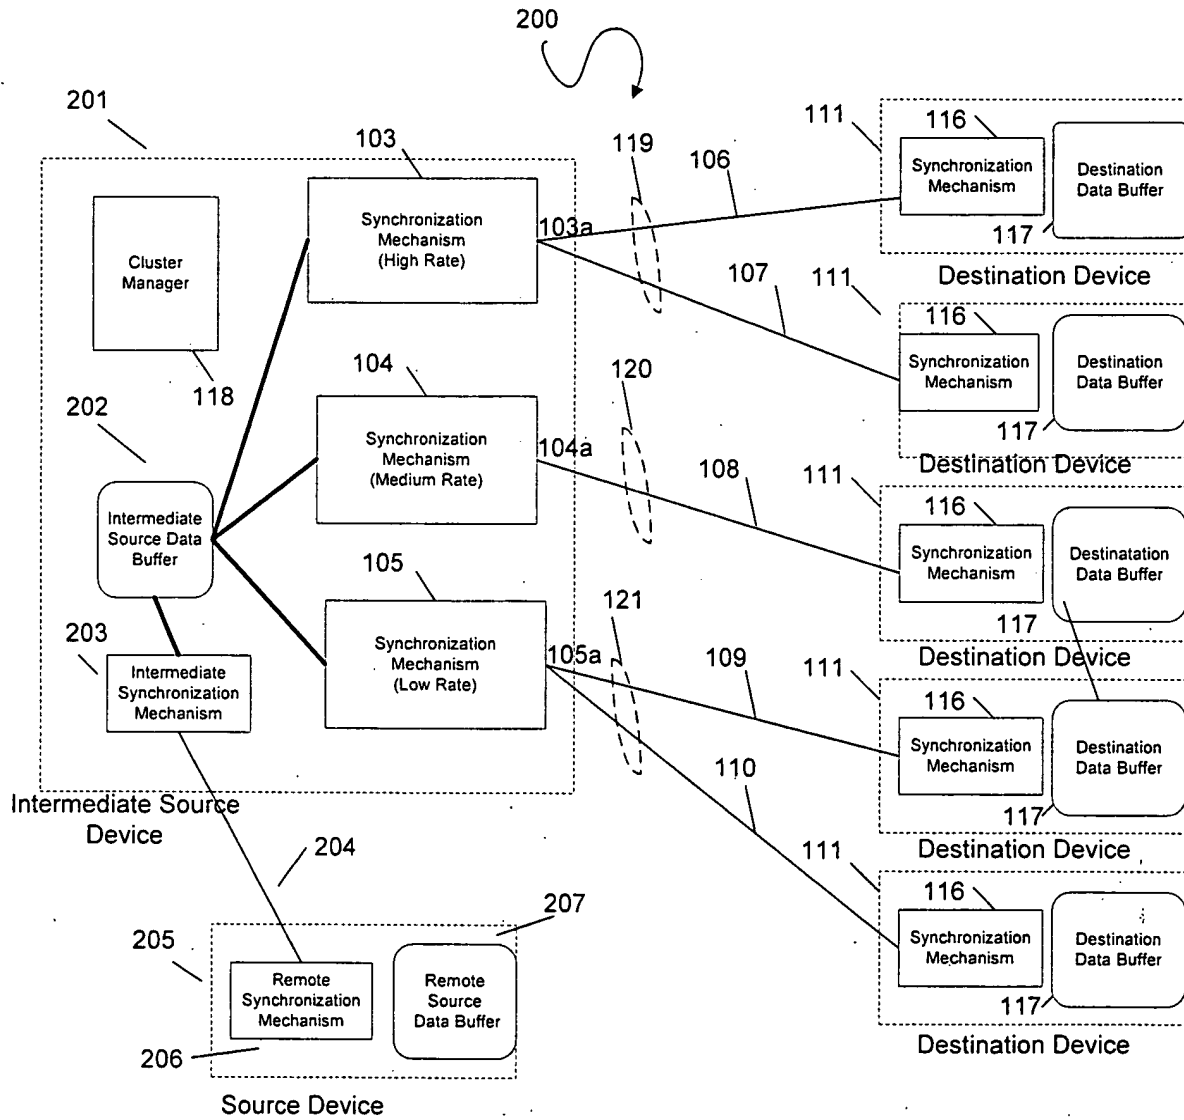 200
201
103
119
106
111
116
Synchronization
Mechanism
Destination
Data Buffer
117
Destination Device
Cluster
Manager
118
Synchronization
Mechanism
(High Rate)
103a
107
111
116
Synchronization
Mechanism
Destination
Data Buffer
117
Destination Device
202
104
120
Synchronization
Mechanism
(Medium Rate)
104a
108
111
116
Synchronization
Mechanism
Destinatation
Data Buffer
117
Destination Device
Intermediate
Source Data
Buffer
105
121
Synchronization
Mechanism
(Low Rate)
105a
109
111
116
Synchronization
Mechanism
Destination
Data Buffer
117
Destination Device
203
Intermediate
Synchronization
Mechanism
110
Intermediate Source
Device
204
111
116
Synchronization
Mechanism
Destination
Data Buffer
117
Destination Device
205
207
Remote
Synchronization
Mechanism
Remote
Source
Data Buffer
206
Source Device